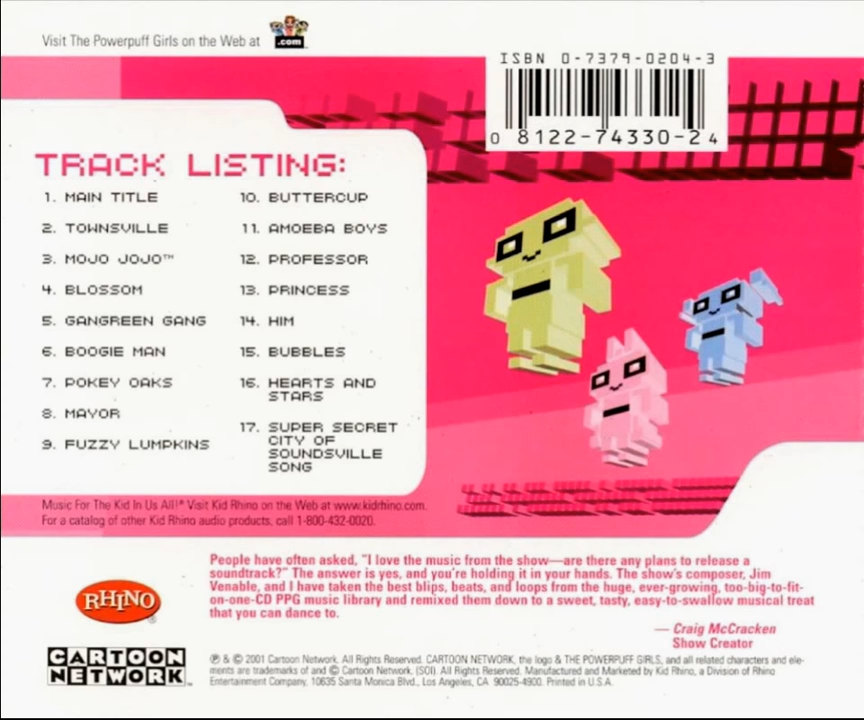 Visit The Powerpuff Girls on the Web at
.com
ISBN 0-7379-0204-3
0 8122-74330-2 4
TRACK LISTING:
1. MAIN TITLE
2. TOWNSVILLE
3. MOJO JOJO™
4. BLOSSOM
5. GANGREEN GANG
6. BOOGIE MAN
7. POKEY OAKS
8. MAYOR
9. FUZZY LUMPKINS
10. BUTTERCUP
11. AMOEBA BOYS
12. PROFESSOR
13. PRINCESS
14. HIM
15. BUBBLES
16. HEARTS AND
STARS
17. SUPER SECRET
CITY OF
SOUNDSVILLE
SONG
Music For The Kid In Us All!® Visit Kid Rhino on the Web at www.kidrhino.com.
For a catalog of other Kid Rhino audio products, call 1-800-432-0020.
People have often asked, "I love the music from the show—are there any plans to release a
soundtrack?" The answer is yes, and you're holding it in your hands. The show's composer, Jim
Venable, and I have taken the best blips, beats, and loops from the huge, ever-growing, too-big-to-fit-
on-one-CD PPG music library and remixed them down to a sweet, tasty, easy-to-swallow musical treat
that you can dance to.
— Craig McCracken
Show Creator
RHINO®
CARTOON
NETWORK™
℗ & © 2001 Cartoon Network. All Rights Reserved. CARTOON NETWORK, the logo & THE POWERPUFF GIRLS, and all related characters and ele-
ments are trademarks of and © Cartoon Network. (S01). All Rights Reserved. Manufactured and Marketed by Kid Rhino, a Division of Rhino
Entertainment Company, 10635 Santa Monica Blvd., Los Angeles, CA 90025-4900. Printed in U.S.A.